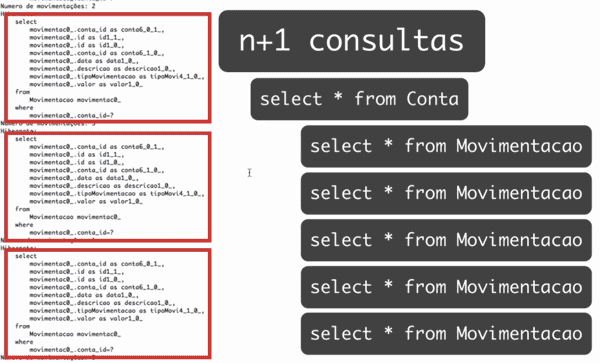 Numero de movimentações: 2
select
movimentac0_.conta_id as conta6_0_1_,
movimentac0_.id as id1_1_,
movimentac0_.id as id1_0_,
movimentac0_.conta_id as conta6_1_0_,
movimentac0_.data as data1_0_,
movimentac0_.descricao as descricao1_0_,
movimentac0_.tipoMovimentacao as tipoMovi4_1_0_,
movimentac0_.valor as valor1_0_
from
Movimentacao movimentac0_
where
movimentac0_.conta_id=?
Numero de movimentações: 3
Hibernate:
select
movimentac0_.conta_id as conta6_0_1_,
movimentac0_.id as id1_1_,
movimentac0_.id as id1_0_,
movimentac0_.conta_id as conta6_1_0_,
movimentac0_.data as data1_0_,
movimentac0_.descricao as descricao1_0_,
movimentac0_.tipoMovimentacao as tipoMovi4_1_0_,
movimentac0_.valor as valor1_0_
from
Movimentacao movimentac0_
where
movimentac0_.conta_id=?
Hibernate:
select
movimentac0_.conta_id as conta6_0_1_,
movimentac0_.id as id1_1_,
movimentac0_.id as id1_0_,
movimentac0_.conta_id as conta6_1_0_,
movimentac0_.data as data1_0_,
movimentac0_.descricao as descricao1_0_,
movimentac0_.tipoMovimentacao as tipoMovi4_1_0_,
movimentac0_.valor as valor1_0_
from
Movimentacao movimentac0_
where
movimentac0_.conta_id=?
n+1 consultas
select * from Conta
select * from Movimentacao
select * from Movimentacao
select * from Movimentacao
select * from Movimentacao
select * from Movimentacao